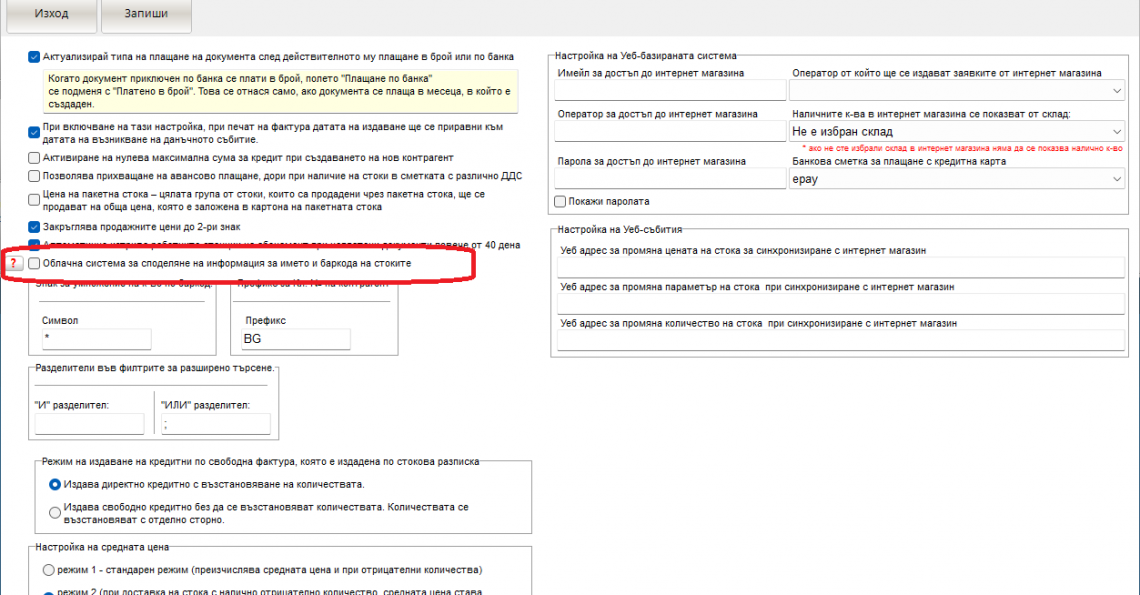 Изход
Запиши
Актуализирай типа на плащане на документа след действителното му плащане в брой или по банка
Когато документ приключен по банка се плати в брой, полето "Плащане по банка"
се подменя с "Платено в брой". Това се отнася само, ако документа се плаща в месеца, в който е
създаден.
При включване на тази настройка, при печат на фактура датата на издаване ще се приравни към
датата на възникване на данъчното събитие.
Активиране на нулева максимална сума за кредит при създаването на нов контрагент
Позволява прихващане на авансово плащане, дори при наличие на стоки в сметката с различно ДДС
Цена на пакетна стока – цялата група от стоки, които са продадени чрез пакетна стока, ще се
продават на обща цена, която е заложена в картона на пакетната стока
Закръглява продажните цени до 2-ри знак
от 40 дена
?
Облачна система за споделяне на информация за името и баркода на стоките
Символ
*
Префикс
BG
Разделители във филтрите за разширено търсене.
"И" разделител:
"ИЛИ" разделител:
;
Режим на издаване на кредитни по свободна фактура, която е издадена по стокова разписка
Издава директно кредитно с възстановяване на количествата.
Издава свободно кредитно без да се възстановяват количествата. Количествата се
възстановяват с отделно сторно.
Настройка на средната цена
режим 1 - стандарен режим (преизчислява средната цена и при отрицателни количества)
режим 2 (при доставка на стока с налично отрицателно количество, средната цена става
Настройка на Уеб-базираната система
Имейл за достъп до интернет магазина
Оператор от който ще се издават заявките от интернет магазина
Оператор за достъп до интернет магазина
Наличните к-ва в интернет магазина се показват от склад:
Не е избран склад
* ако не сте избрали склад в интернет магазина няма да се показва налично к-во
Парола за достъп до интернет магазина
Банкова сметка за плащане с кредитна карта
epay
Покажи паролата
Настройка на Уеб-събития
Уеб адрес за промяна цената на стока за синхронизиране с интернет магазин
Уеб адрес за промяна параметър на стока при синхронизиране с интернет магазин
Уеб адрес за промяна количество на стока при синхронизиране с интернет магазин